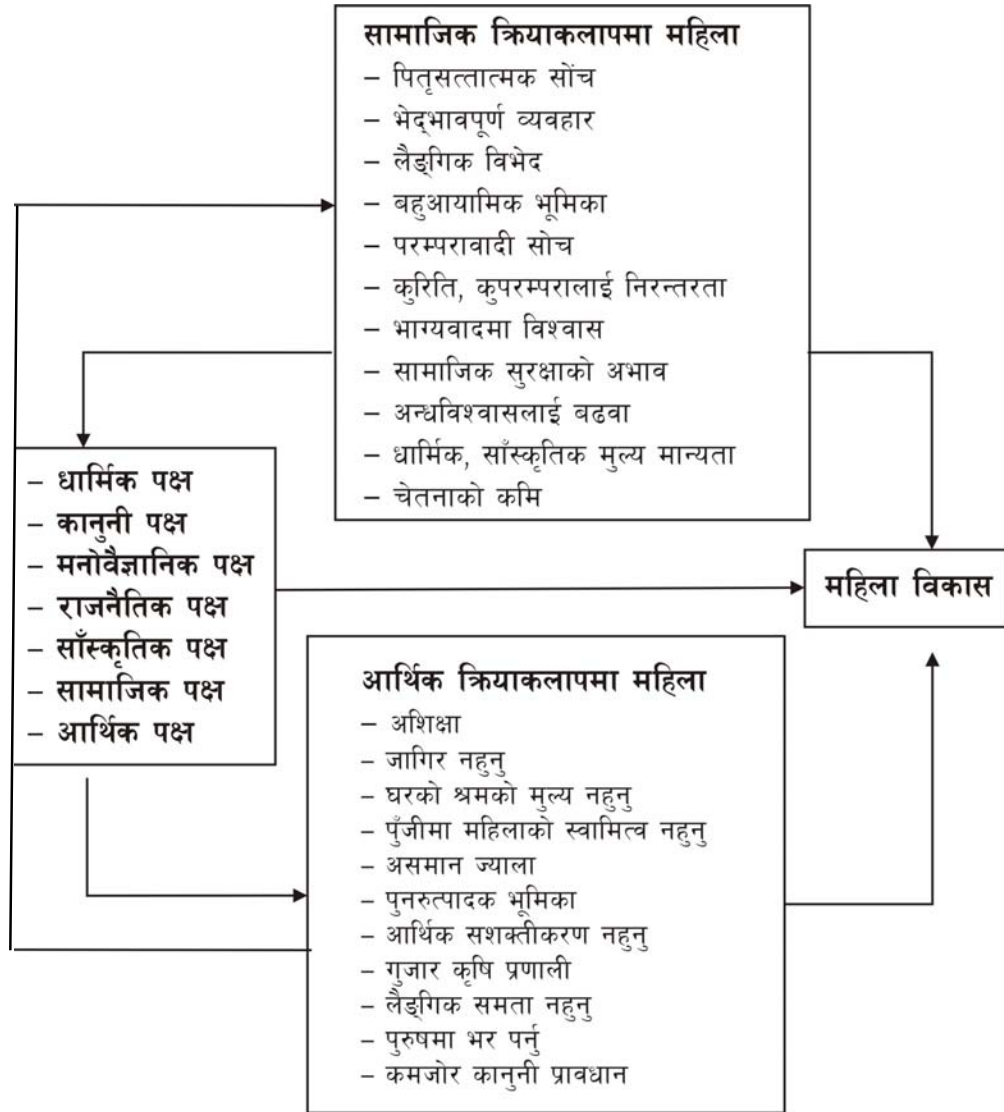 सामाजिक क्रियाकलापमा महिला
– पितृसत्तात्मक सोंच
– भेद्भावपूर्ण व्यवहार
– लैङ्गिक विभेद
– बहुआयामिक भूमिका
– परम्परावादी सोच
– कुरिति, कुपरम्परालाई निरन्तरता
– भाग्यवादमा विश्वास
– सामाजिक सुरक्षाको अभाव
– अन्धविश्वासलाई बढवा
– धार्मिक, साँस्कृतिक मुल्य मान्यता
– चेतनाको कमि
– धार्मिक पक्ष
– कानुनी पक्ष
– मनोवैज्ञानिक पक्ष
– राजनैतिक पक्ष
– साँस्कृतिक पक्ष
– सामाजिक पक्ष
– आर्थिक पक्ष
महिला विकास
आर्थिक क्रियाकलापमा महिला
– अशिक्षा
– जागिर नहुनु
– घरको श्रमको मुल्य नहुनु
– पुँजीमा महिलाको स्वामित्व नहुनु
– असमान ज्याला
– पुनरुत्पादक भूमिका
– आर्थिक सशक्तीकरण नहुनु
– गुजार कृषि प्रणाली
– लैङ्गिक समता नहुनु
– पुरुषमा भर पर्नु
– कमजोर कानुनी प्रावधान